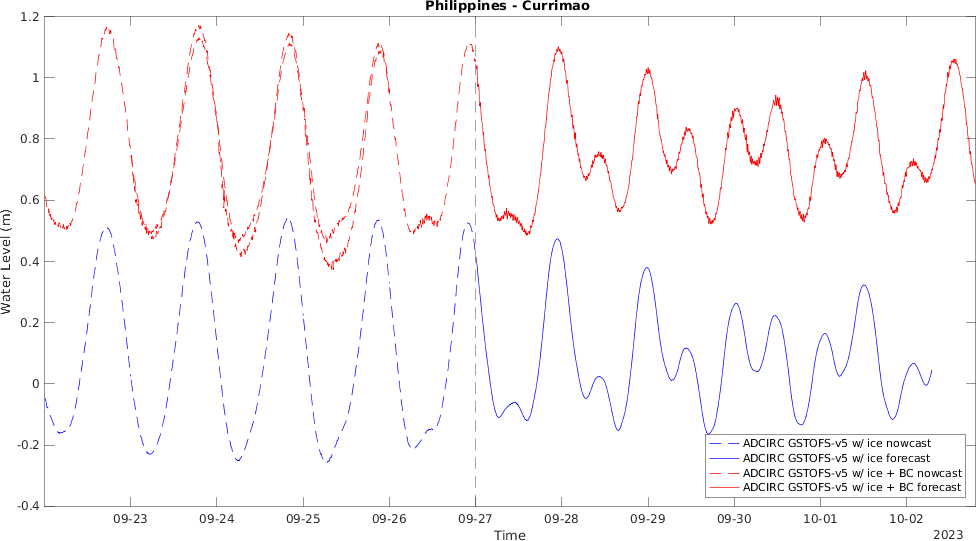 Philippines - Currimao
1.2
1
0.8
0.6
0.4
0.2
0
-0.2
-0.4
Water Level (m)
ADCIRC GSTOFS-v5 w/ ice nowcast
ADCIRC GSTOFS-v5 w/ ice forecast
ADCIRC GSTOFS-v5 w/ ice + BC nowcast
ADCIRC GSTOFS-v5 w/ ice + BC forecast
09-23 09-24 09-25 09-26 09-27 09-28 09-29 09-30 10-01 10-02
Time
2023